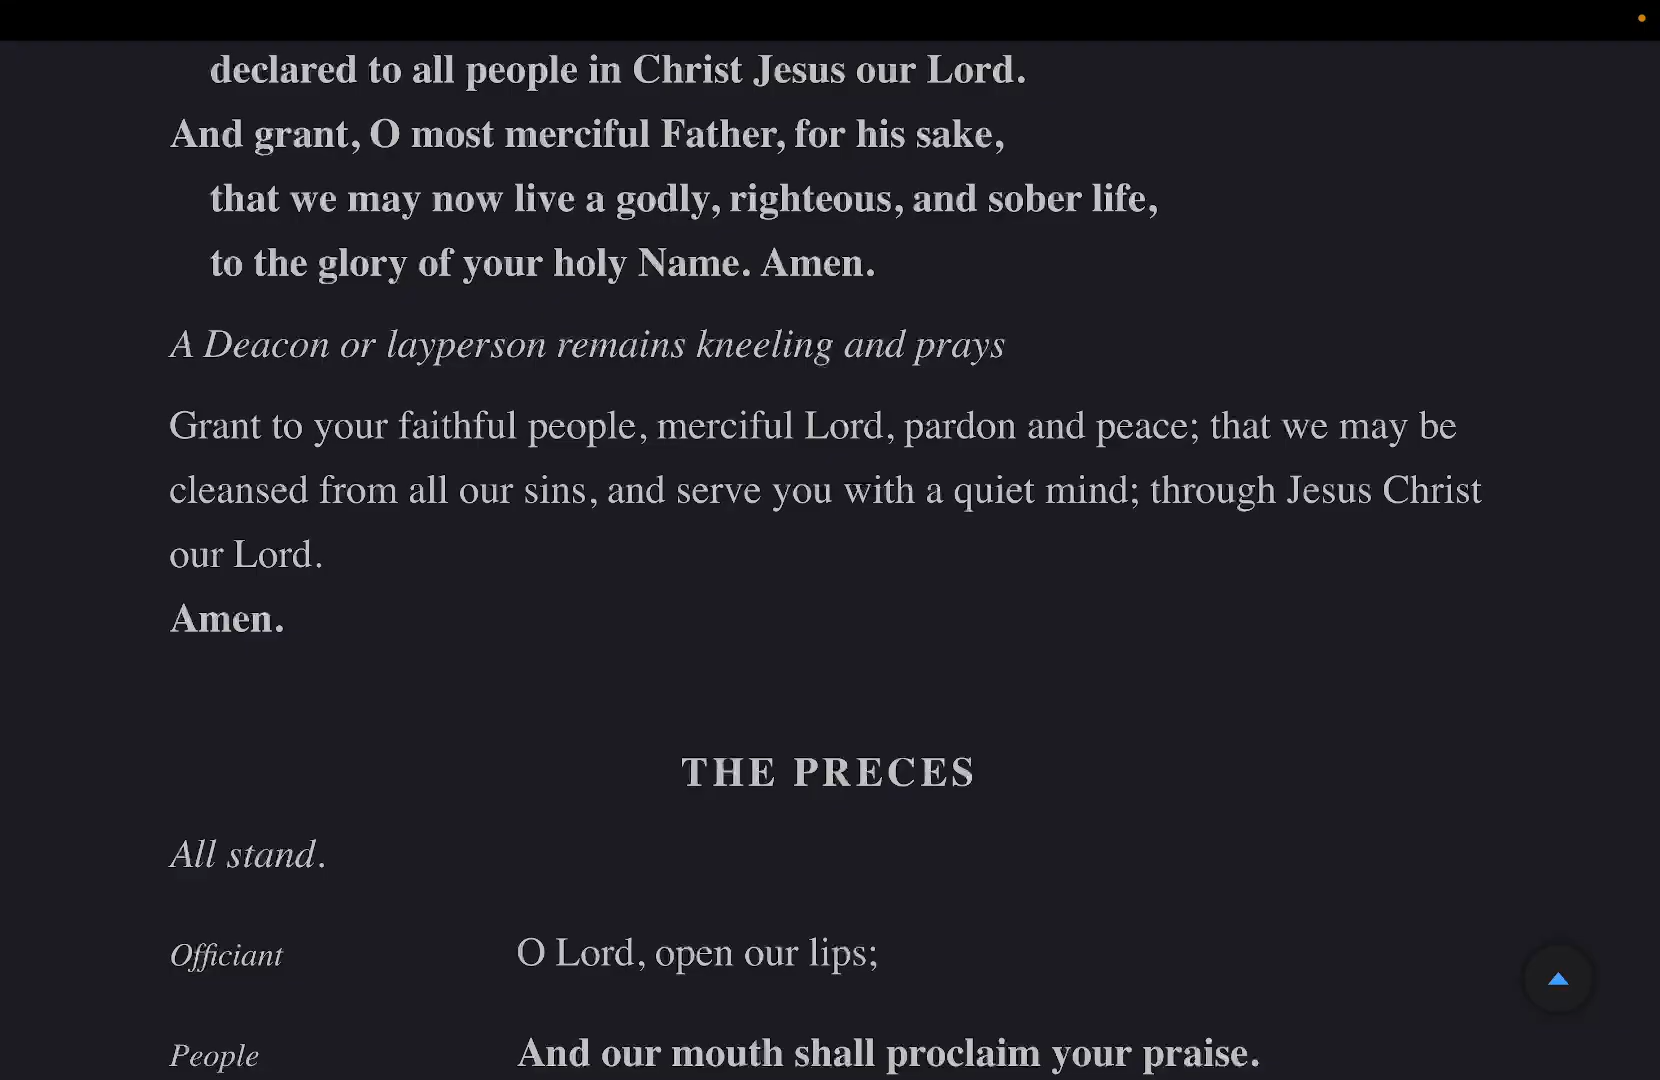 declared to all people in Christ Jesus our Lord.
And grant, O most merciful Father, for his sake,
that we may now live a godly, righteous, and sober life,
to the glory of your holy Name. Amen.
A Deacon or layperson remains kneeling and prays
Grant to your faithful people, merciful Lord, pardon and peace; that we may be
cleansed from all our sins, and serve you with a quiet mind; through Jesus Christ
our Lord.
Amen.
THE PRECES
All stand.
Officiant O Lord, open our lips;
People And our mouth shall proclaim your praise.